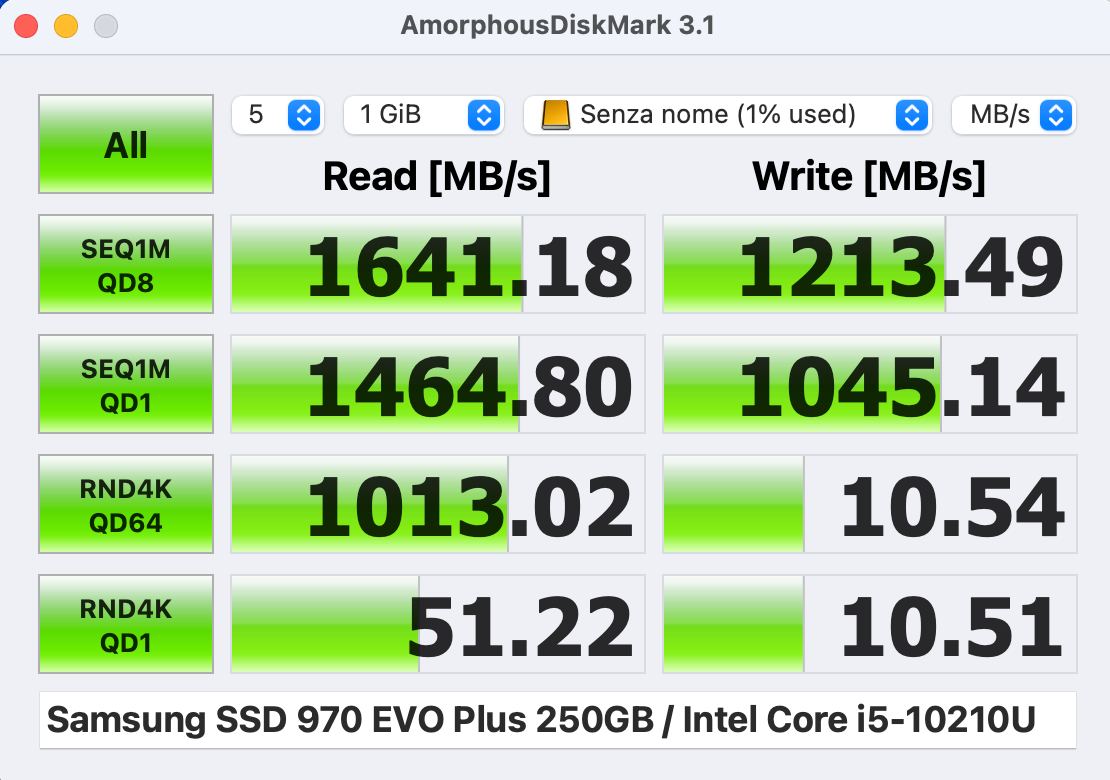 AmorphousDiskMark 3.1
All
5
1 GiB
Senza nome (1% used)
MB/s
Read [MB/s]
Write [MB/s]
SEQ1M
QD8
1641.18
1213.49
SEQ1M
QD1
1464.80
1045.14
RND4K
QD64
1013.02
10.54
RND4K
QD1
51.22
10.51
Samsung SSD 970 EVO Plus 250GB / Intel Core i5-10210U